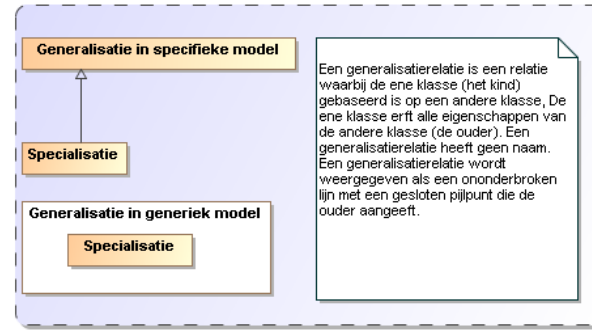 Generalisatie in specifieke model
Specialisatie
Generalisatie in generiek model
Specialisatie
Een generalisatierelatie is een relatie
waarbij de ene klasse (het kind)
gebaseerd is op een andere klasse, De
ene klasse erft alle eigenschappen van
de andere klasse (de ouder). Een
generalisatierelatie heeft geen naam.
Een generalisatierelatie wordt
weergegeven als een ononderbroken
lijn met een gesloten pijlpunt die de
ouder aangeeft.